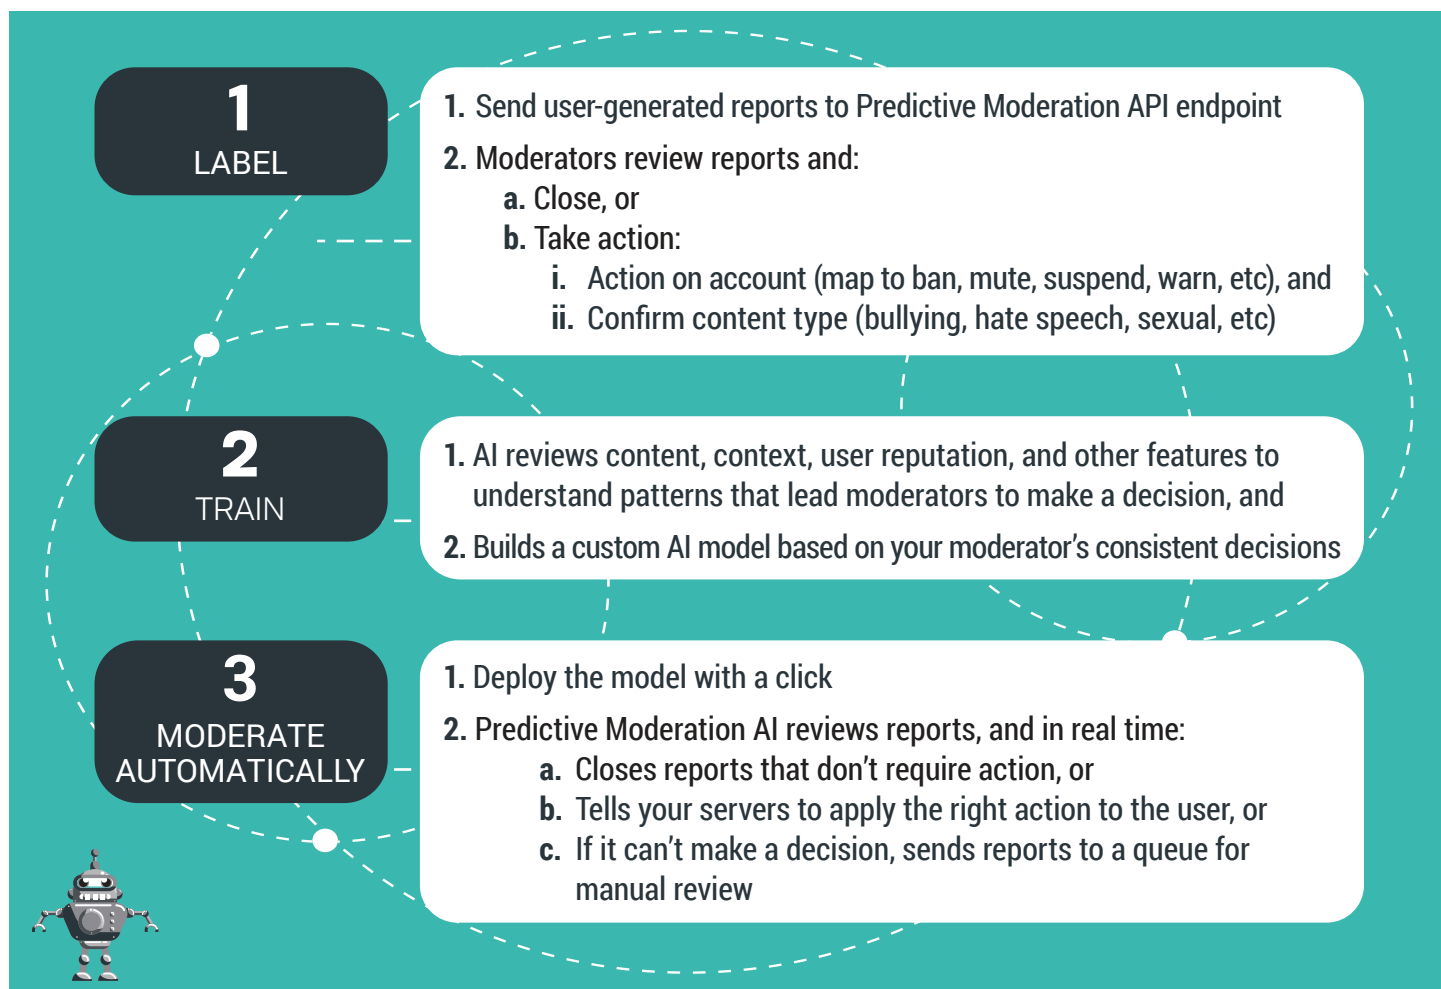 1
LABEL
1. Send user-generated reports to Predictive Moderation API endpoint
2. Moderators review reports and:
a. Close, or
b. Take action:
i. Action on account (map to ban, mute, suspend, warn, etc), and
ii. Confirm content type (bullying, hate speech, sexual, etc)
2
TRAIN
1. AI reviews content, context, user reputation, and other features to
understand patterns that lead moderators to make a decision, and
2. Builds a custom AI model based on your moderator’s consistent decisions
3
MODERATE
AUTOMATICALLY
1. Deploy the model with a click
2. Predictive Moderation AI reviews reports, and in real time:
a. Closes reports that don’t require action, or
b. Tells your servers to apply the right action to the user, or
c. If it can’t make a decision, sends reports to a queue for
manual review